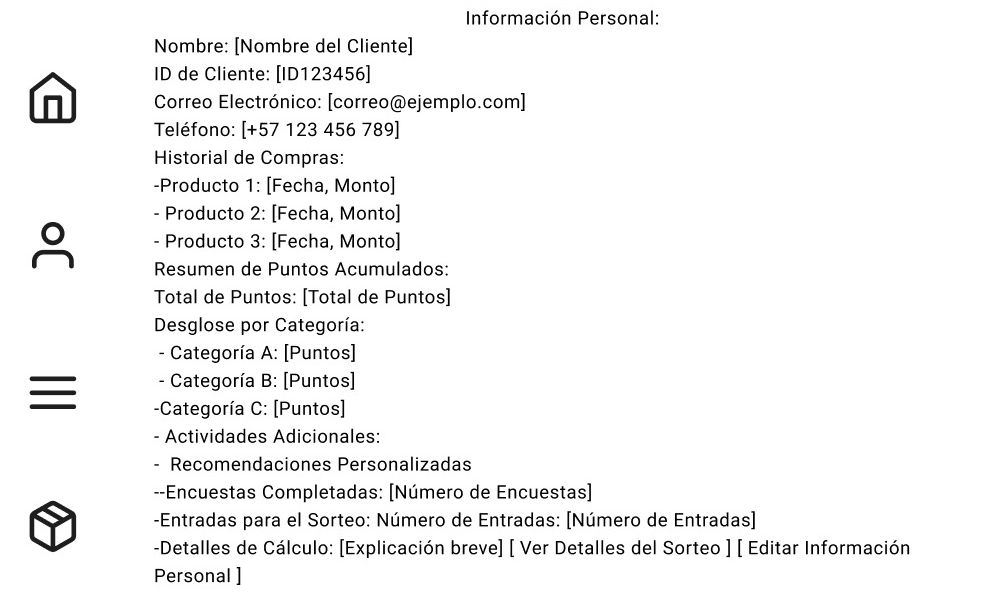 Información Personal:
Nombre: [Nombre del Cliente]
ID de Cliente: [ID123456]
Correo Electrónico: [correo@ejemplo.com]
Teléfono: [+57 123 456 789]
Historial de Compras:
-Producto 1: [Fecha, Monto]
- Producto 2: [Fecha, Monto]
- Producto 3: [Fecha, Monto]
Resumen de Puntos Acumulados:
Total de Puntos: [Total de Puntos]
Desglose por Categoría:
- Categoría A: [Puntos]
- Categoría B: [Puntos]
-Categoría C: [Puntos]
- Actividades Adicionales:
-  Recomendaciones Personalizadas
--Encuestas Completadas: [Número de Encuestas]
-Entradas para el Sorteo: Número de Entradas: [Número de Entradas]
-Detalles de Cálculo: [Explicación breve] [ Ver Detalles del Sorteo ] [ Editar Información
Personal ]